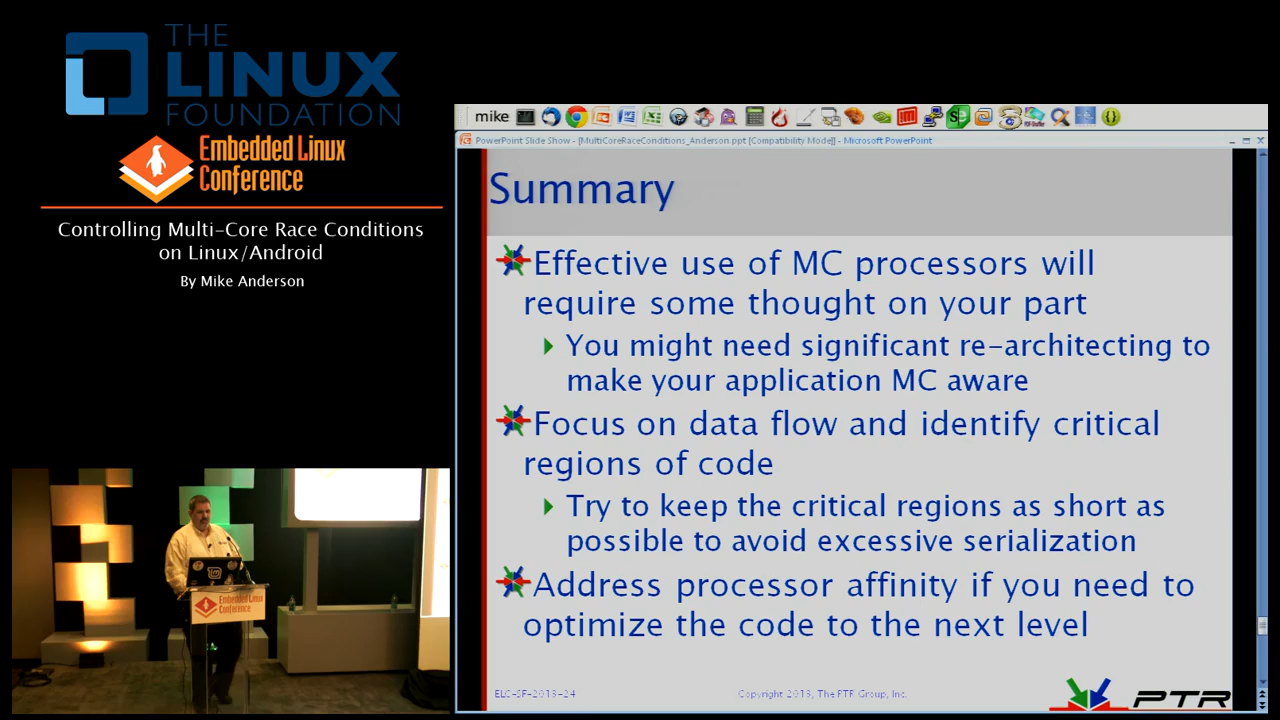 THE
LINUX
FOUNDATION
Embedded Linux
Conference
Controlling Multi-Core Race Conditions
on Linux/Android
By Mike Anderson
mike
PowerPoint Slide Show - [MultiCoreRaceConditions_Anderson.ppt [Compatibility Mode]] - Microsoft PowerPoint
Summary
Effective use of MC processors will
require some thought on your part
You might need significant re-architecting to
make your application MC aware
Focus on data flow and identify critical
regions of code
Try to keep the critical regions as short as
possible to avoid excessive serialization
Address processor affinity if you need to
optimize the code to the next level
ELC-SF-2013-24
Copyright 2013, The PTR Group, Inc.
PTR
Embedded Linux
Conference